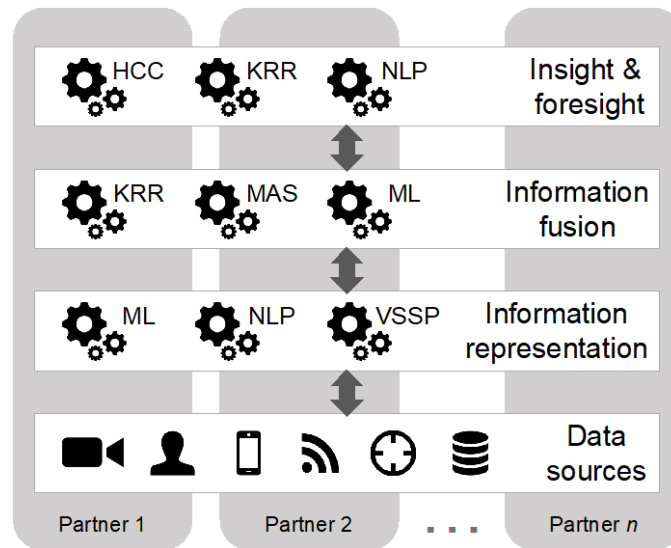 HCC KRR NLP Insight &
foresight
KRR MAS ML Information
fusion
ML NLP VSSP Information
representation
Data
sources
Partner 1 Partner 2 ... Partner n